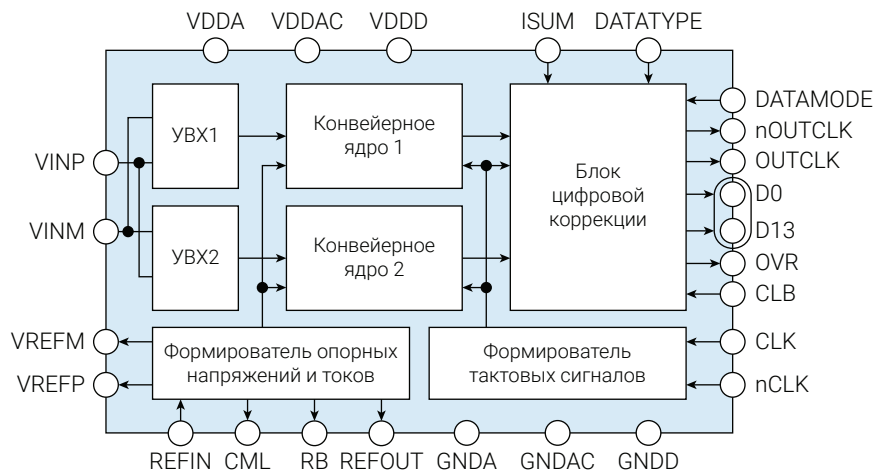 VDDA VDDAC VDDD ISUM DATATYPE
DATAMODE
nOUTCLK
OUTCLK
D0
D13
OVR
CLB
CLK
nCLK
VINP
VINM
VREFM
VREFP
УВХ1
Конвейерное
ядро 1
УВХ2
Конвейерное
ядро 2
Блок
цифровой
коррекции
Формирователь опорных
напряжений и токов
Формирователь
тактовых сигналов
REFIN CML RB REFOUT GNDA GNDAC GNDD